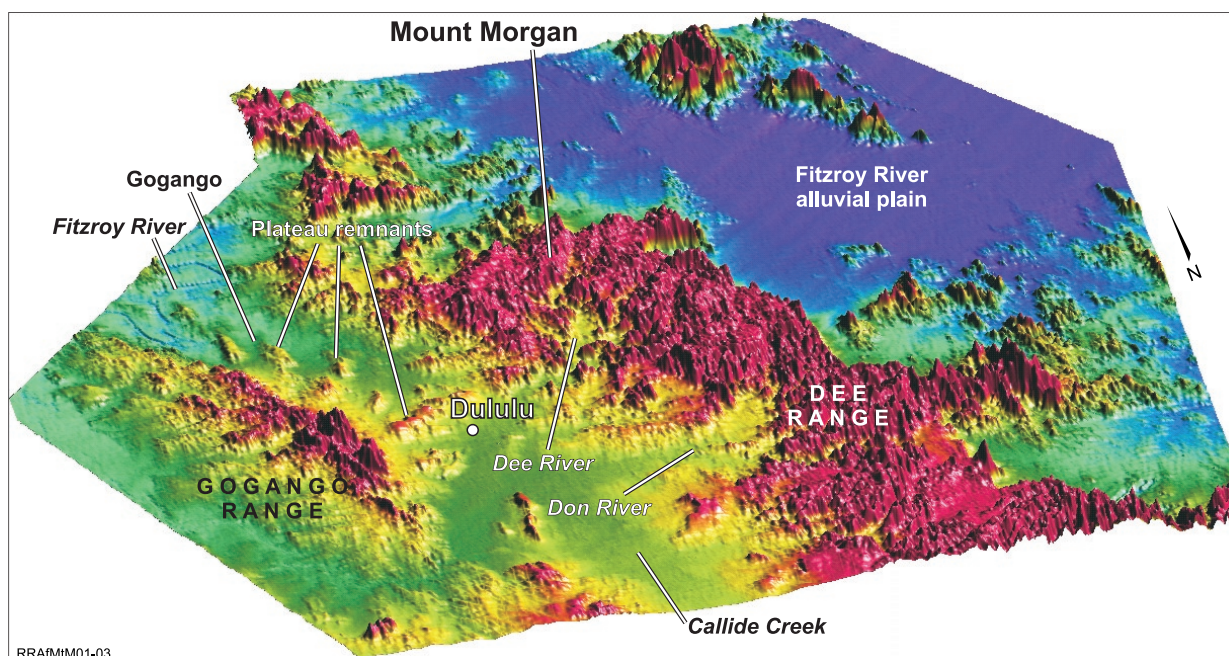 Mount Morgan
Fitzroy River
alluvial plain
Gogango
Fitzroy River
Plateau remnants
N
Dululu
DEE
RANGE
Dee River
GOGANGO
RANGE
Don River
Callide Creek
RRAfMtM01-03